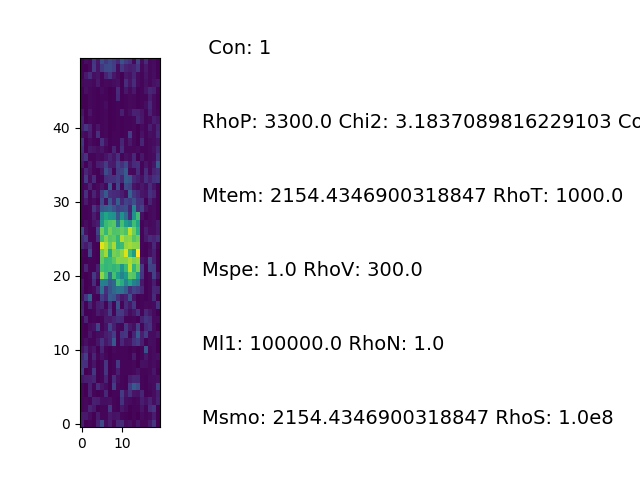 Con: 1
RhoP: 3300.0 Chi2: 3.1837089816229103 Co
40
Mtem: 2154.4346900318847 RhoT: 1000.0
30
Mspe: 1.0 RhoV: 300.0
20
Ml1: 100000.0 RhoN: 1.0
10
Msmo: 2154.4346900318847 RhoS: 1.0e8
0
0 10